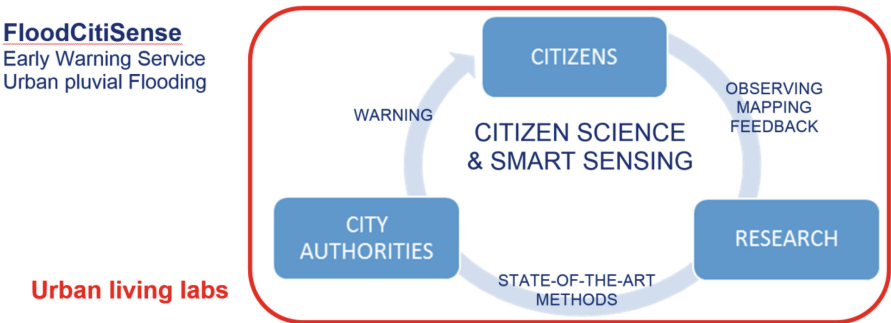 FloodCitiSense
Early Warning Service
Urban pluvial Flooding
CITIZENS
OBSERVING
MAPPING
FEEDBACK
WARNING
CITIZEN SCIENCE
& SMART SENSING
CITY
AUTHORITIES
RESEARCH
STATE-OF-THE-ART
METHODS
Urban living labs